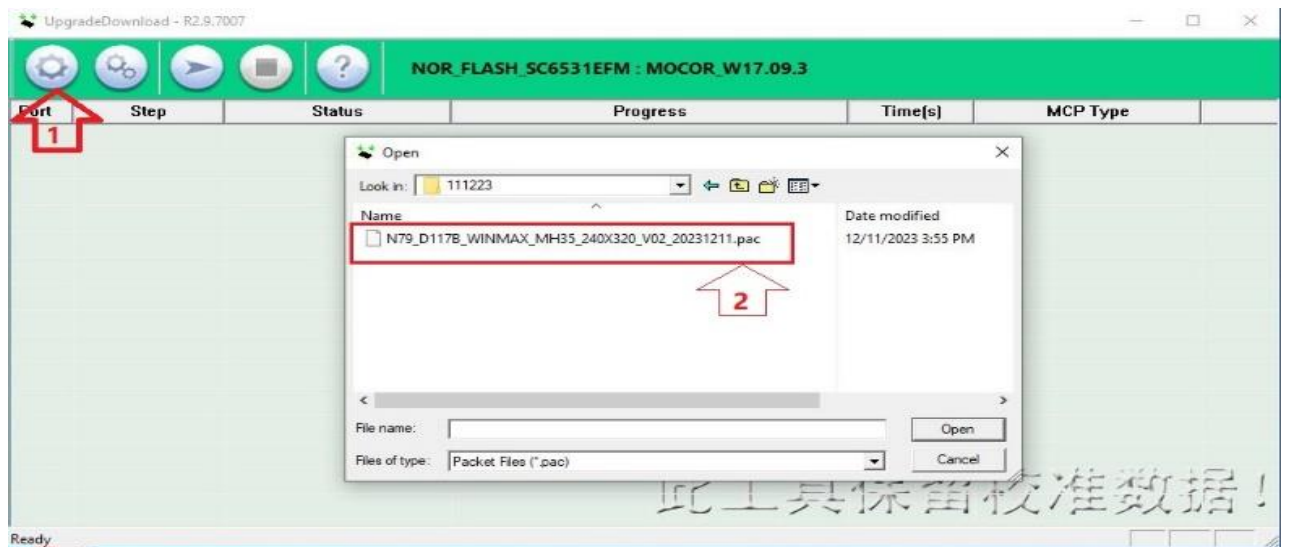 UpgradeDownload - R2.9.7007
NOR_FLASH_SC6531EFM : MOCOR_W17.09.3
Port Step Status Progress Time(s) MCP Type
1
Open
Look in: 111223
Name Date modified
N79_D117B_WINMAX_MH35_240X320_V02_20231211.pac 12/11/2023 3:55 PM
2
File name: Open
Files of type: Packet Files (*.pac) Cancel
此工具保留校准数据!
Ready